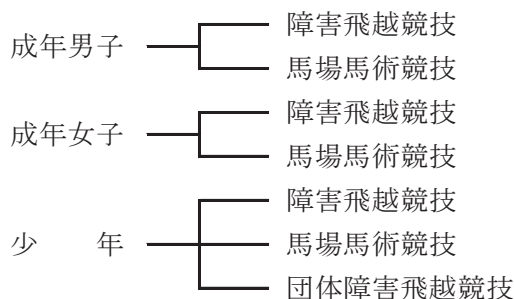 成年男子
障害飛越競技
馬場馬術競技
成年女子
障害飛越競技
馬場馬術競技
少　年
障害飛越競技
馬場馬術競技
団体障害飛越競技